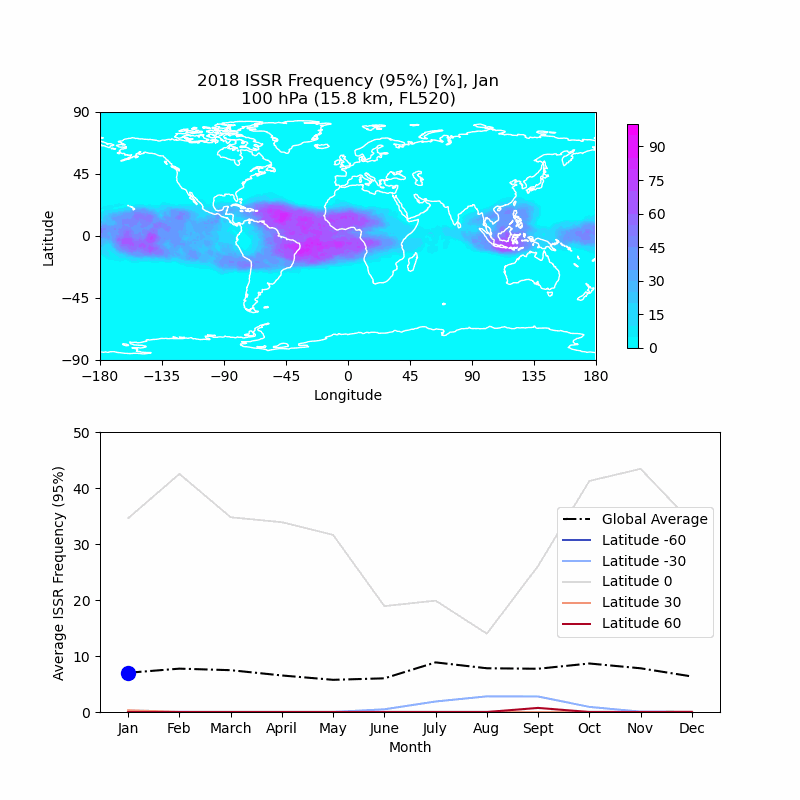 2018 ISSR Frequency (95%) [%], Jan
100 hPa (15.8 km, FL520)
90
45
0
−45
−90
Latitude
−180 −135 −90 −45 0 45 90 135 180
Longitude
90
75
60
45
30
15
0
50
40
30
20
10
0
Average ISSR Frequency (95%)
Global Average
Latitude -60
Latitude -30
Latitude 0
Latitude 30
Latitude 60
Jan Feb March April May June July Aug Sept Oct Nov Dec
Month